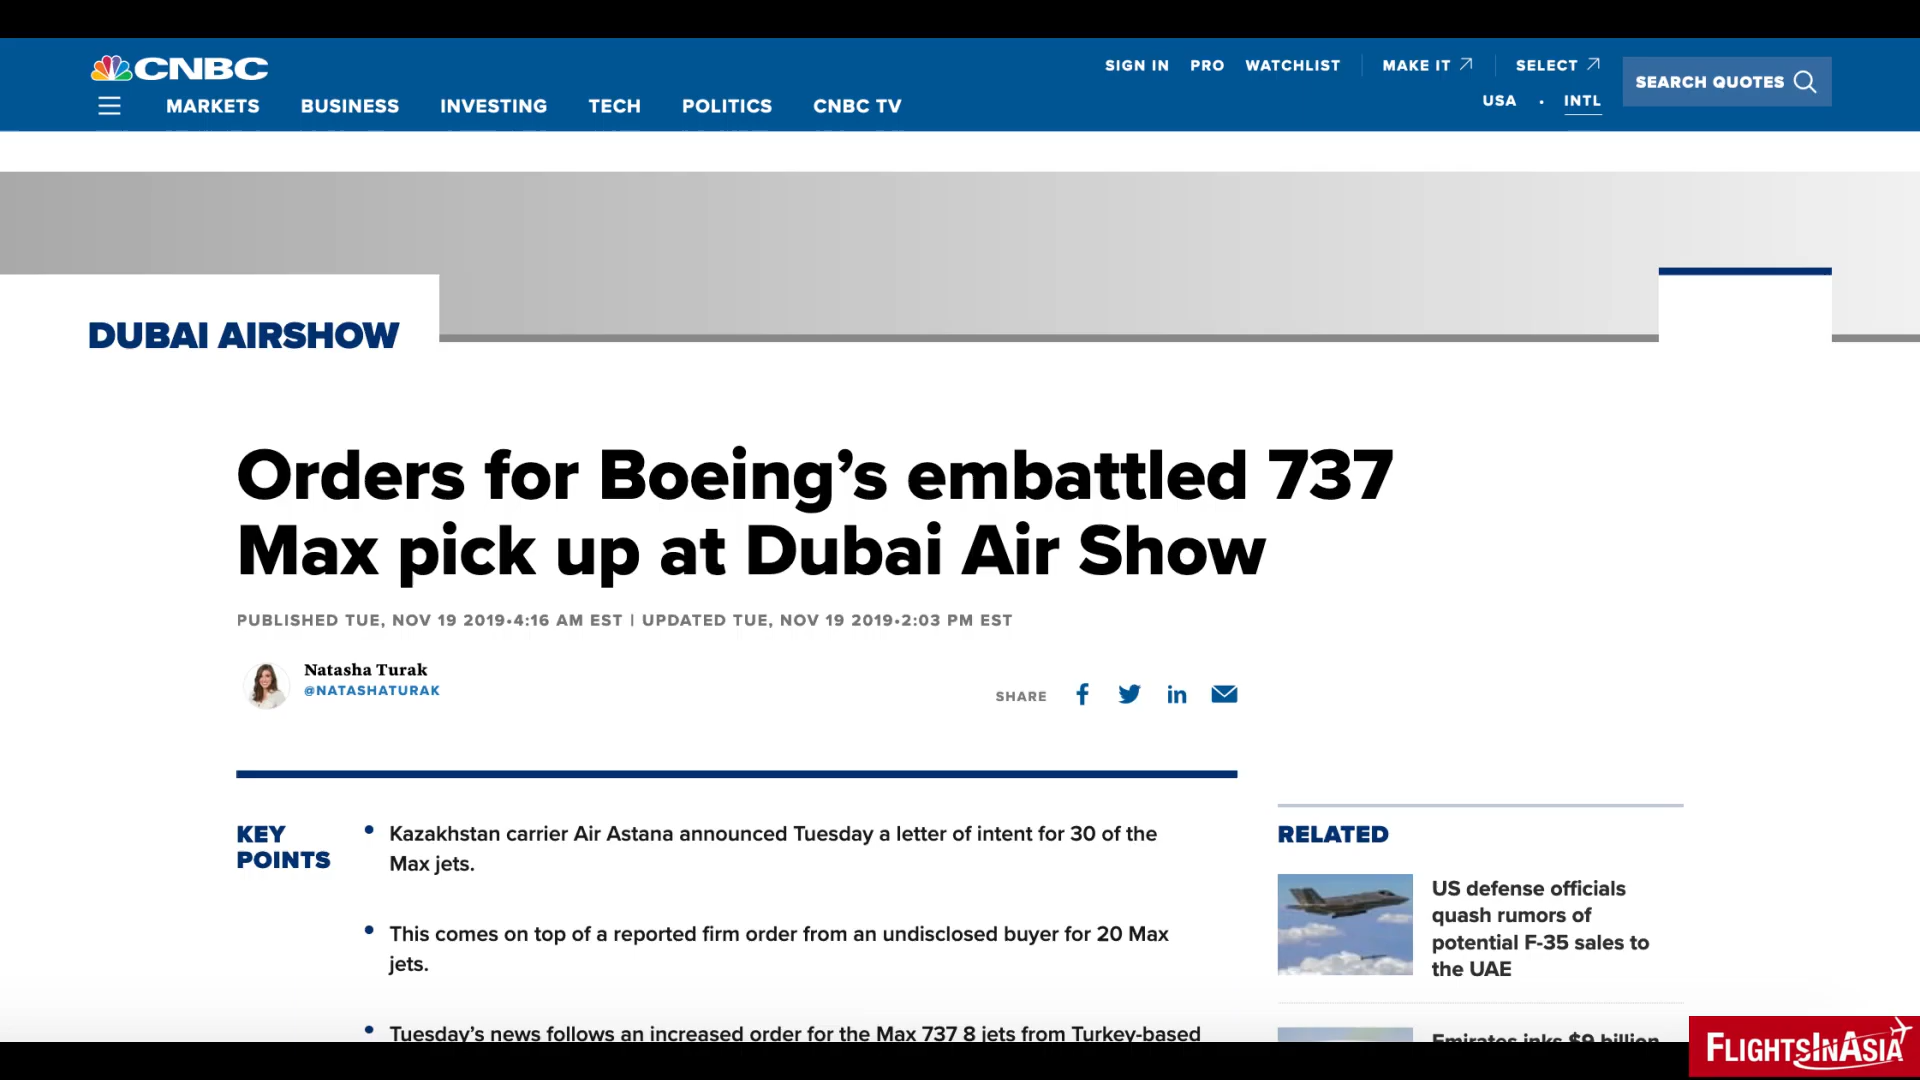 CNBC
SIGN IN PRO WATCHLIST MAKE IT SELECT
SEARCH QUOTES
USA • INTL
MARKETS BUSINESS INVESTING TECH POLITICS CNBC TV
DUBAI AIRSHOW
Orders for Boeing’s embattled 737
Max pick up at Dubai Air Show
PUBLISHED TUE, NOV 19 2019•4:16 AM EST | UPDATED TUE, NOV 19 2019•2:03 PM EST
Natasha Turak
@NATASHATURAK
SHARE
KEY
POINTS
• Kazakhstan carrier Air Astana announced Tuesday a letter of intent for 30 of the
Max jets.
• This comes on top of a reported firm order from an undisclosed buyer for 20 Max
jets.
• Tuesday’s news follows an increased order for the Max 737 8 jets from Turkey-based
RELATED
US defense officials
quash rumors of
potential F-35 sales to
the UAE
Emirates inks $9 billion
FLIGHTSINASIA